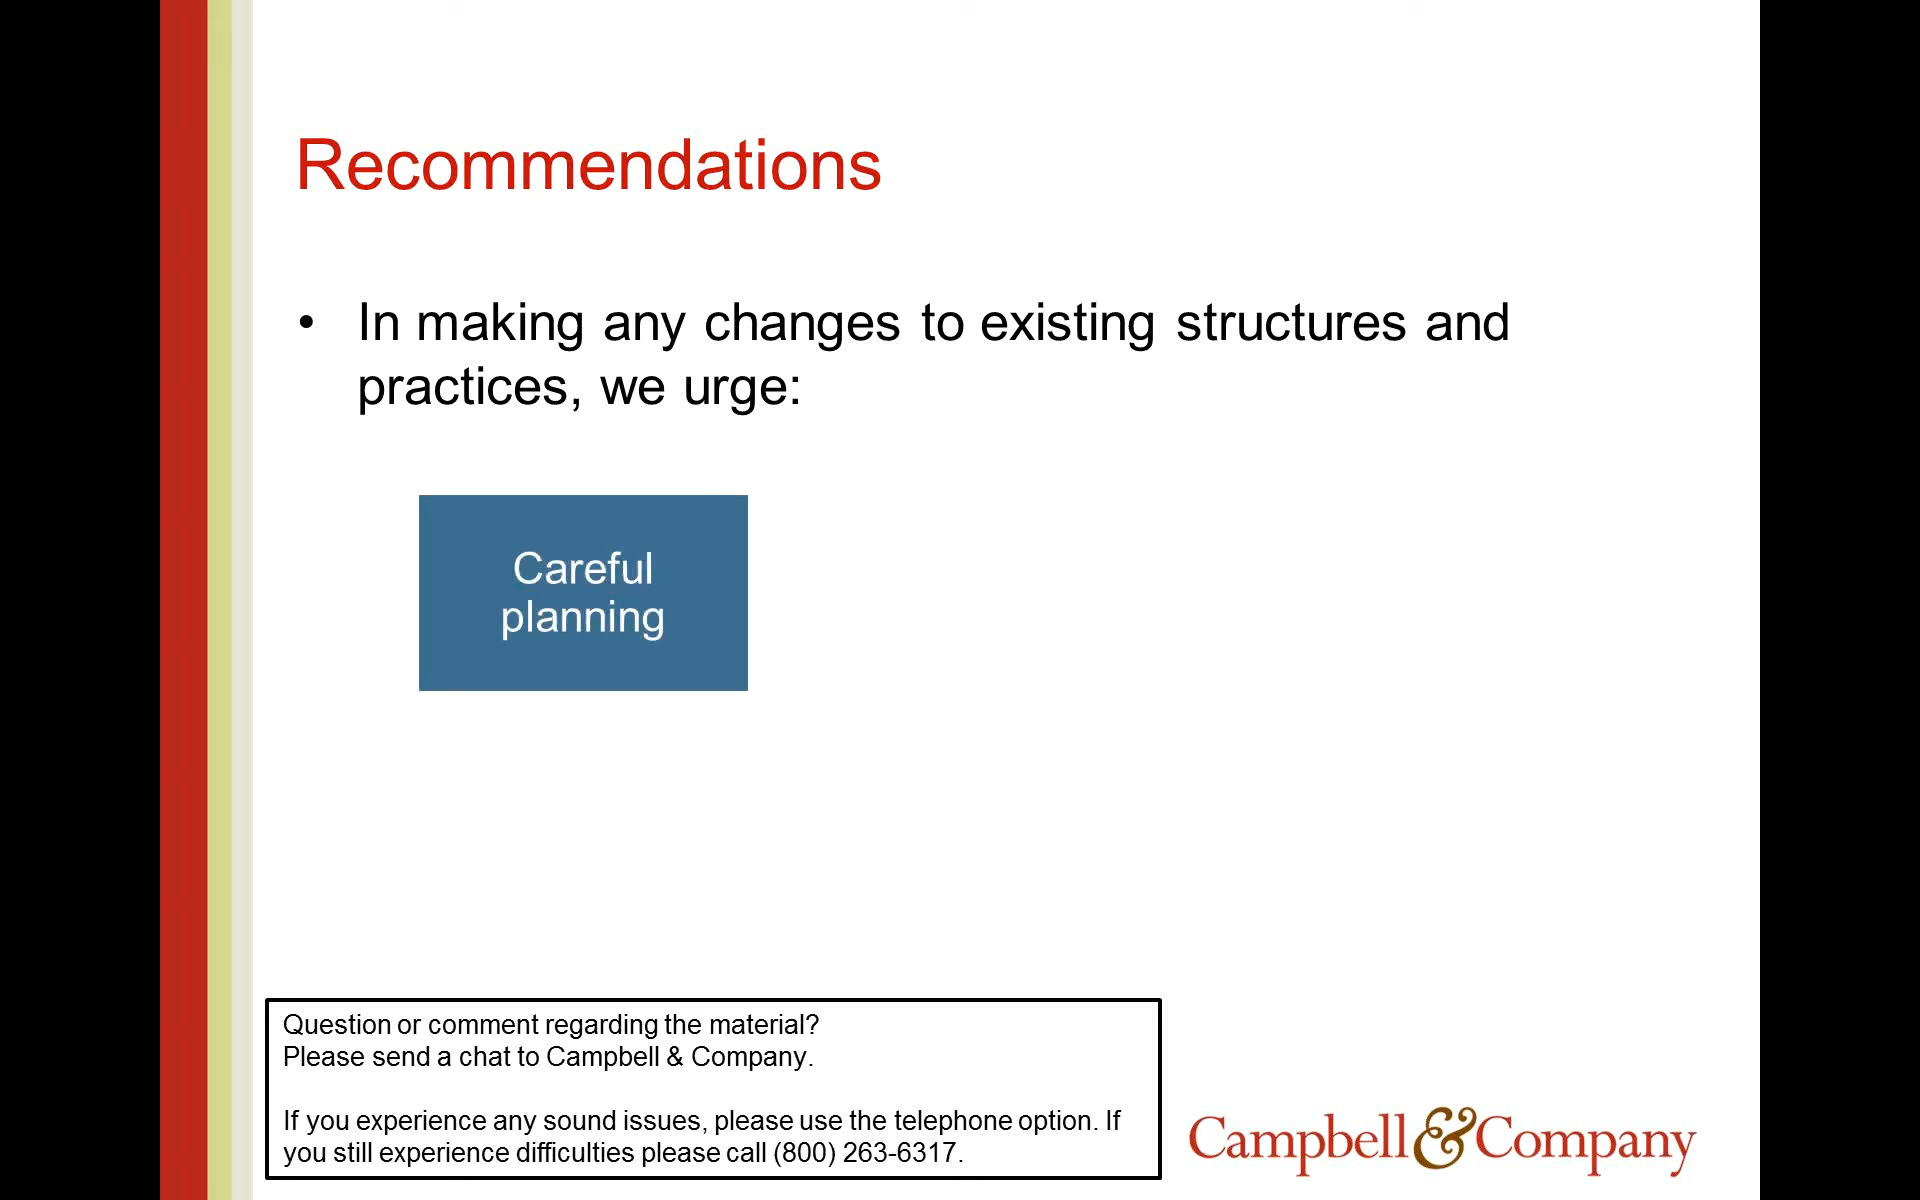 Recommendations
• In making any changes to existing structures and
practices, we urge:
Careful
planning
Question or comment regarding the material?
Please send a chat to Campbell & Company.
If you experience any sound issues, please use the telephone option. If
you still experience difficulties please call (800) 263-6317.
Campbell&Company